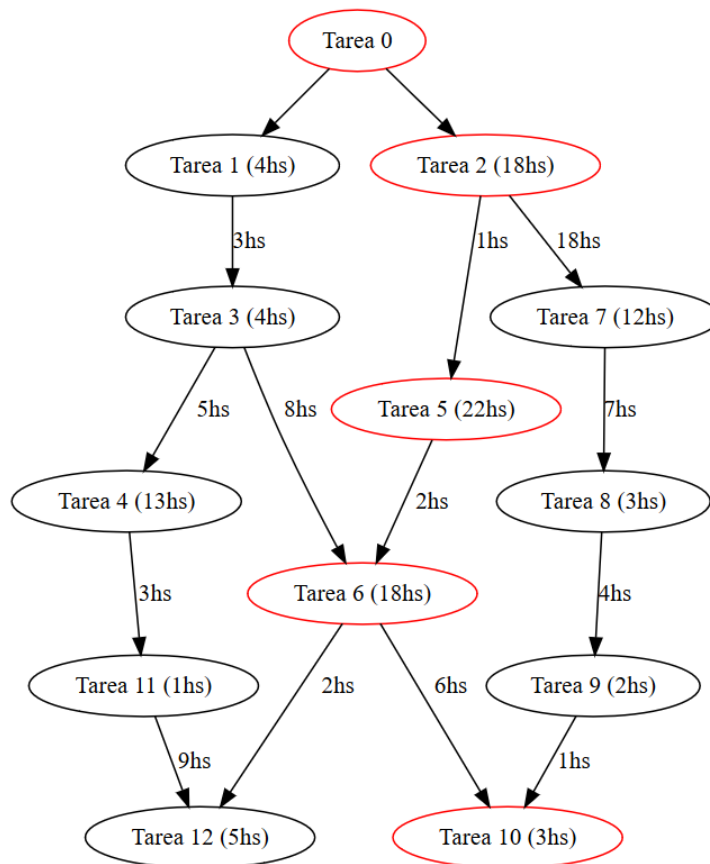 Tarea 0
Tarea 1 (4hs)
Tarea 2 (18hs)
3hs
1hs
18hs
Tarea 3 (4hs)
Tarea 7 (12hs)
5hs
8hs
Tarea 5 (22hs)
7hs
Tarea 4 (13hs)
2hs
Tarea 8 (3hs)
3hs
Tarea 6 (18hs)
4hs
Tarea 11 (1hs)
2hs
6hs
Tarea 9 (2hs)
9hs
1hs
Tarea 12 (5hs)
Tarea 10 (3hs)